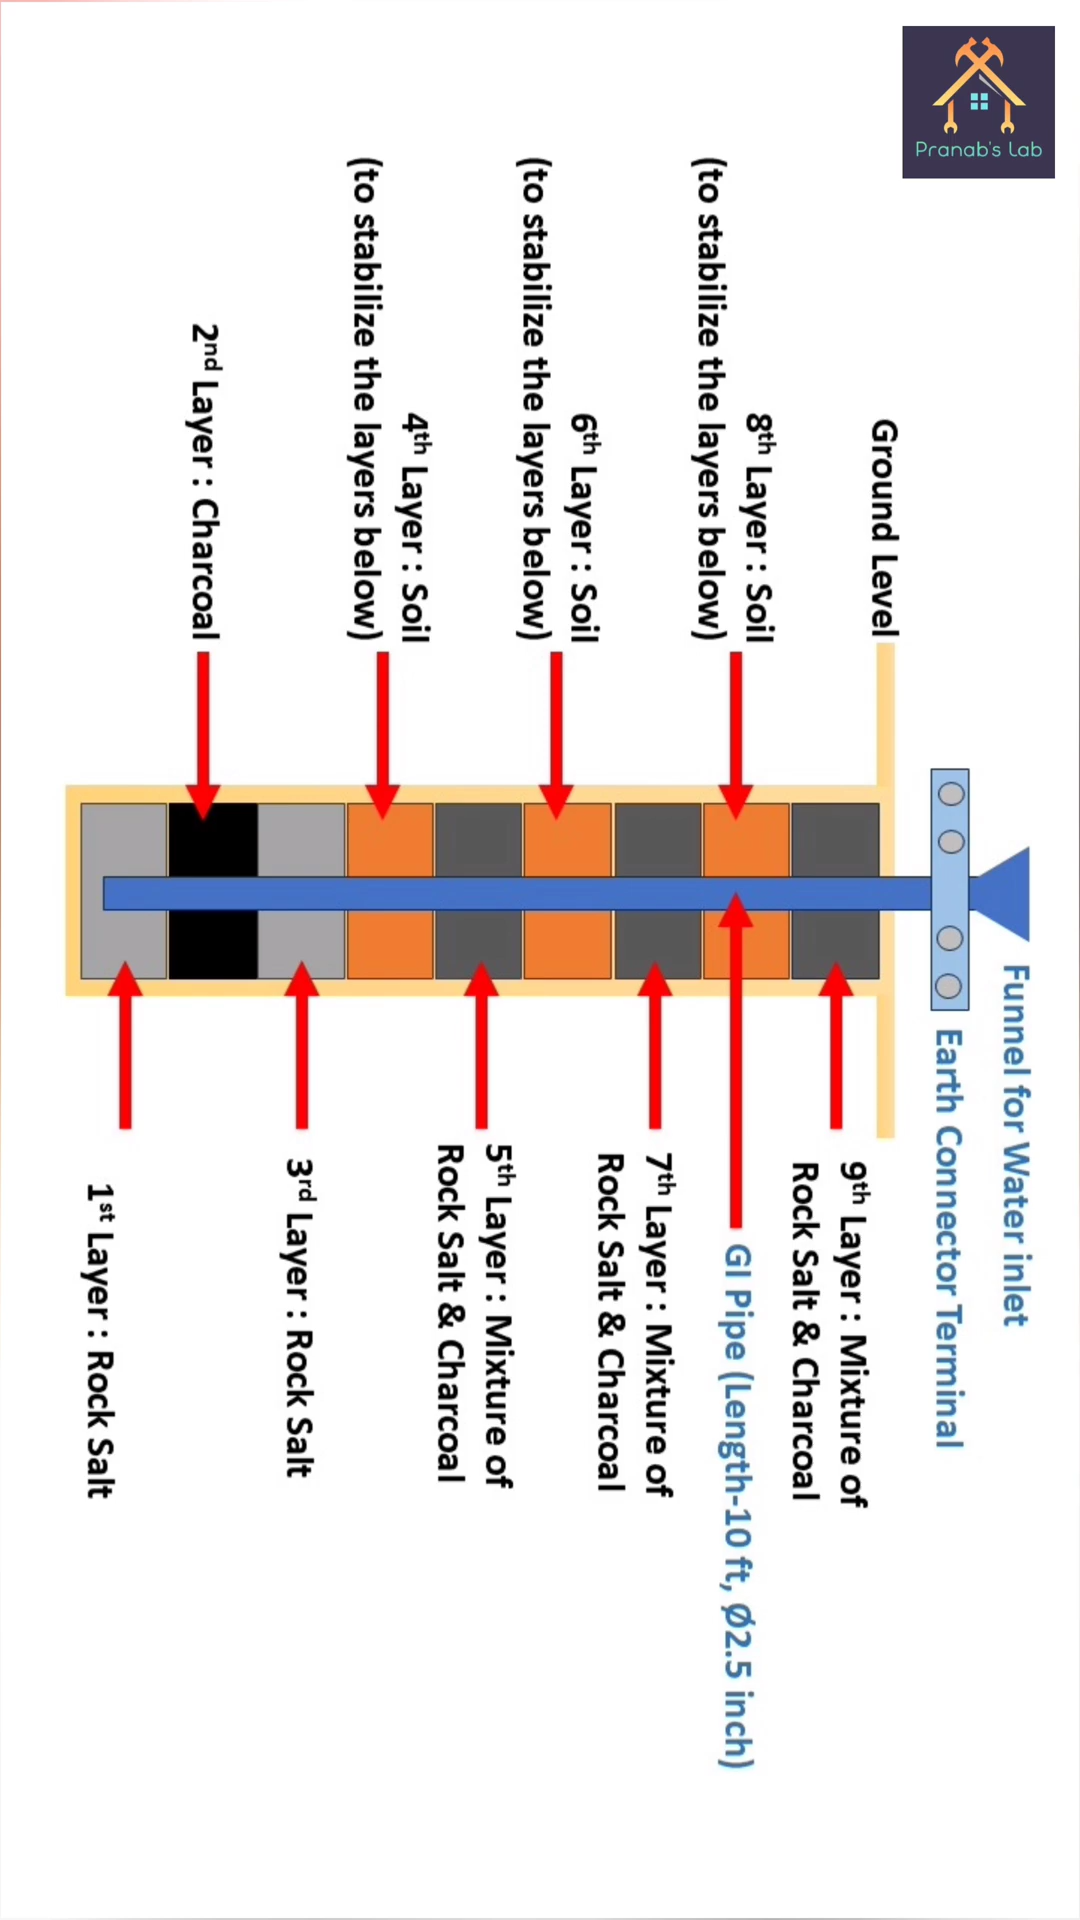 Pranab's Lab
Funnel for Water inlet
Earth Connector Terminal
Ground Level
9th Layer : Mixture of
Rock Salt & Charcoal
8th Layer : Soil
(to stabilize the layers below)
GI Pipe (Length-10 ft, Ø2.5 inch)
7th Layer : Mixture of
Rock Salt & Charcoal
6th Layer : Soil
(to stabilize the layers below)
5th Layer : Mixture of
Rock Salt & Charcoal
4th Layer : Soil
(to stabilize the layers below)
3rd Layer : Rock Salt
2nd Layer : Charcoal
1st Layer : Rock Salt